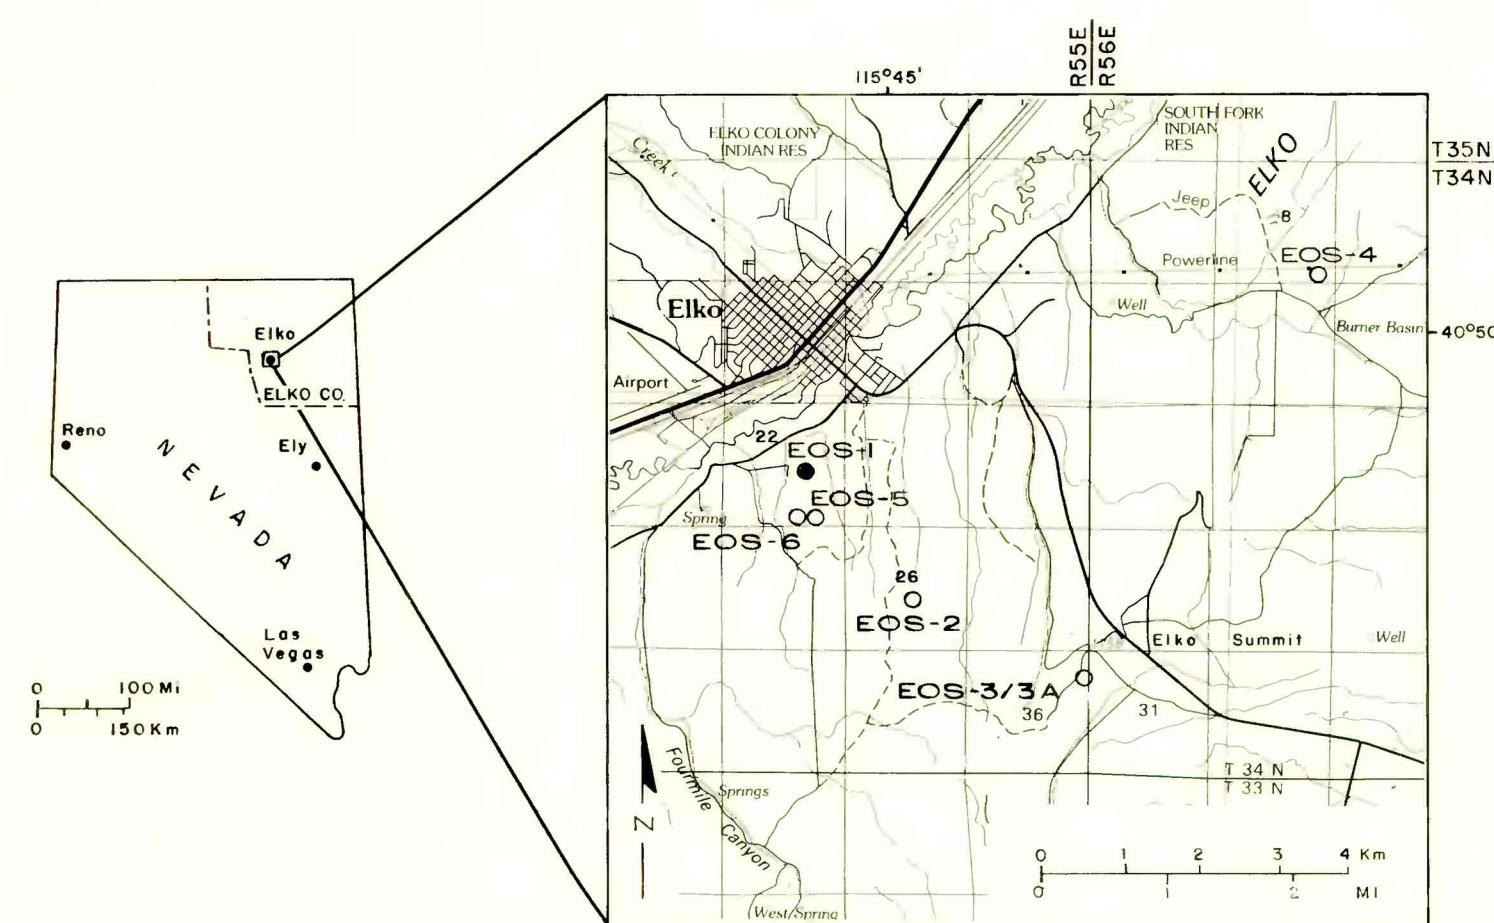 Elko
ELKO CO.
Reno
Ely
NEVADA
Las
Vegas
0 100 Mi
0 150 Km
115°45'
R55E
R56E
T35N
T34N
ELKO COLONY
INDIAN RES
SOUTH FORK
INDIAN
RES
Creek
ELKO
Jeep
8
EOS-4
Powerline
Well
Burner Basin
40°50
Elko
Airport
22
EOS-1
EOS-5
Spring
EOS-6
26
EOS-2
Elko Summit
Well
EOS-3/3A
36
31
T 34 N
T 33 N
Fourmile Canyon
Springs
N
West Spring
0 1 2 3 4 Km
0 1 2 MI